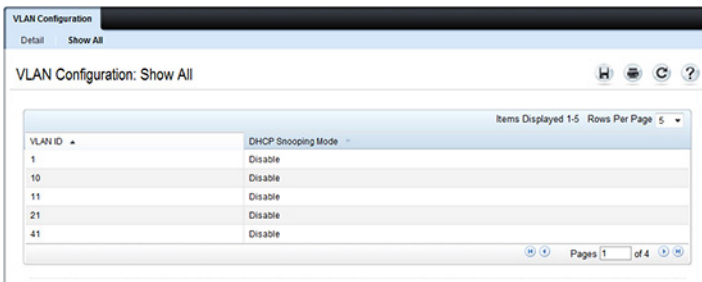 VLAN Configuration
Detail Show All
VLAN Configuration: Show All
Items Displayed 1-5 Rows Per Page 5
VLAN ID DHCP Snooping Mode
1 Disable
10 Disable
11 Disable
21 Disable
41 Disable
Pages 1 of 4